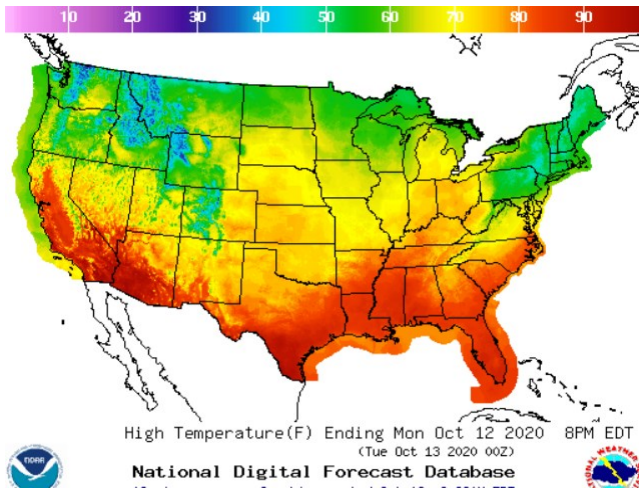 10 20 30 40 50 60 70 80 90
High Temperature(F) Ending Mon Oct 12 2020 8PM EDT
(Tue Oct 13 2020 00Z)
NOAA
National Digital Forecast Database